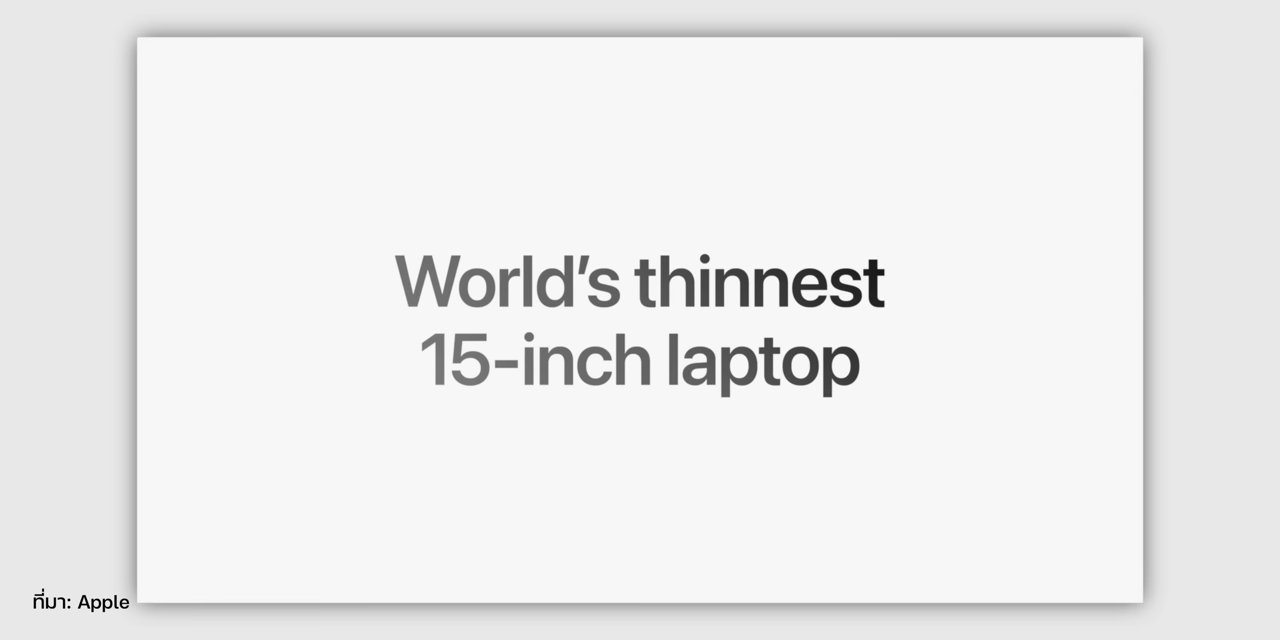 World’s thinnest
15-inch laptop
ที่มา: Apple